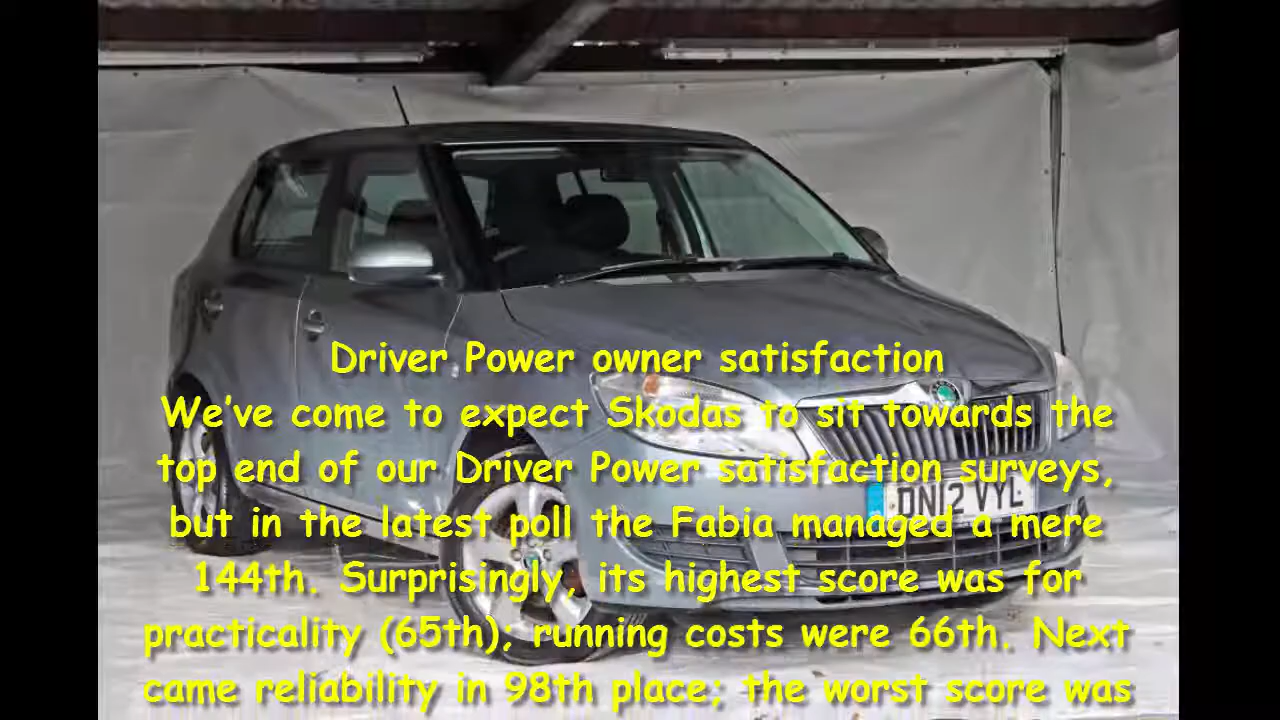 Driver Power owner satisfaction
We've come to expect Skodas to sit towards the
top end of our Driver Power satisfaction surveys,
but in the latest poll the Fabia managed a mere
144th. Surprisingly, its highest score was for
practicality (65th); running costs were 66th. Next
came reliability in 98th place; the worst score was
DN12 VYL